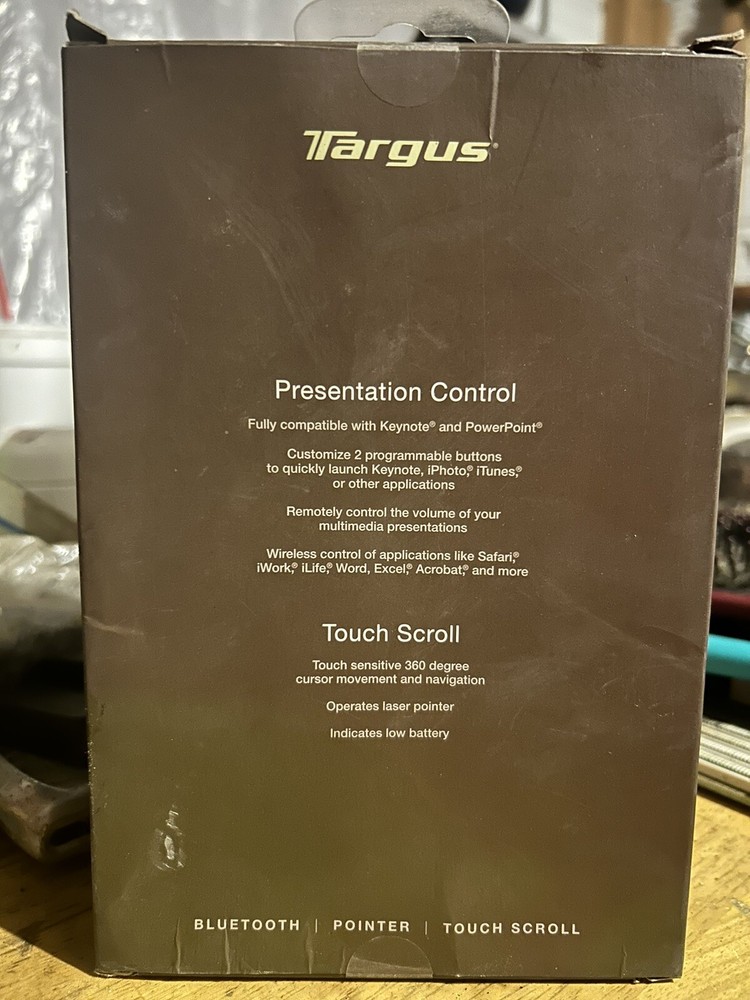 Targus
Presentation Control
Fully compatible with Keynote® and PowerPoint®
Customize 2 programmable buttons
to quickly launch Keynote, iPhoto,® iTunes,®
or other applications
Remotely control the volume of your
multimedia presentations
Wireless control of applications like Safari,®
iWork,® iLife,® Word, Excel,® Acrobat,® and more
Touch Scroll
Touch sensitive 360 degree
cursor movement and navigation
Operates laser pointer
Indicates low battery
BLUETOOTH | POINTER | TOUCH SCROLL